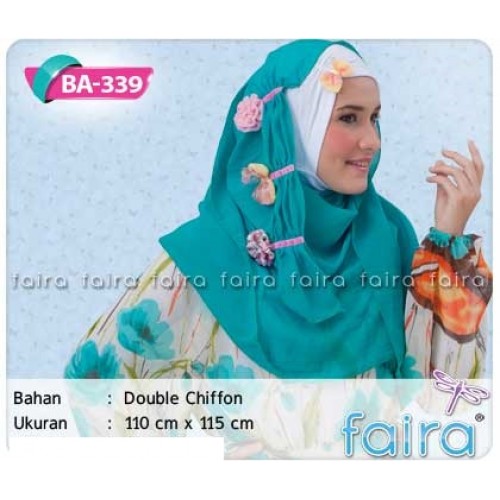 BA-339
faira faira faira faira faira faira faira
Bahan : Double Chiffon
Ukuran : 110 cm x 115 cm
faira®